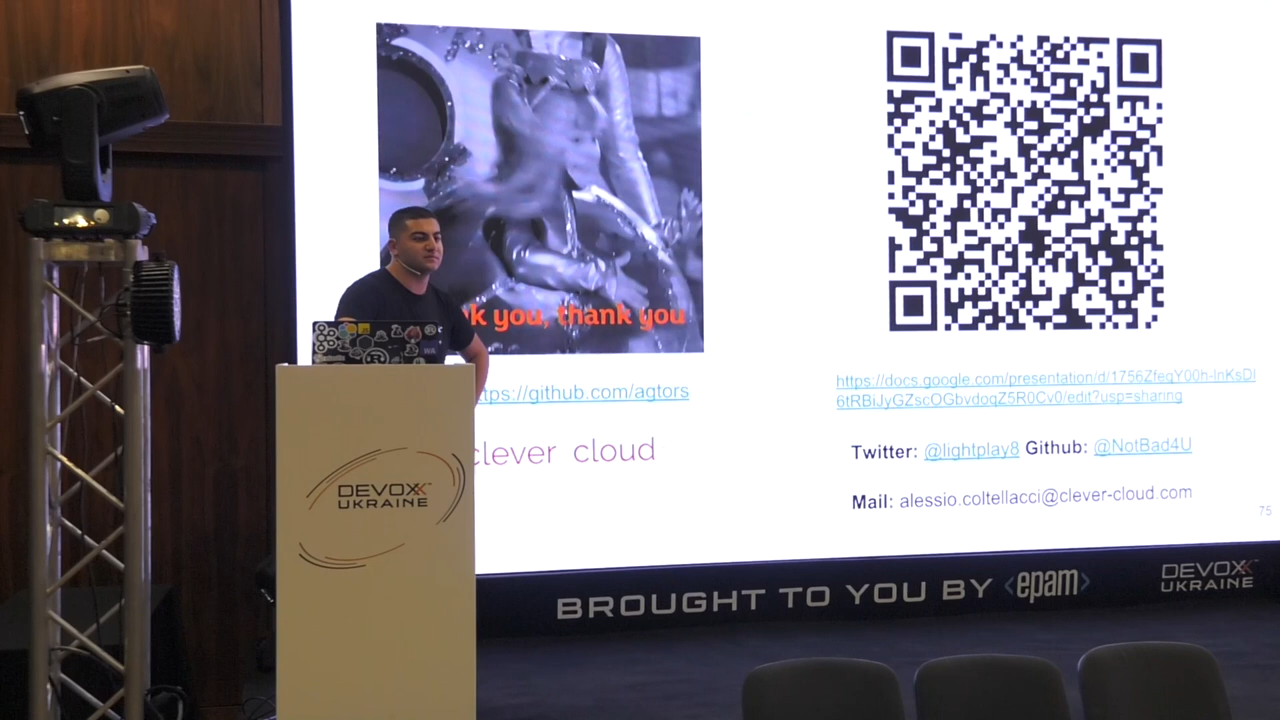 k you, thank you
ttps://github.com/agtors
clever cloud
https://docs.google.com/presentation/d/1756ZfeqY00h-InKsDI
6tRBiJyGZscOGbvdoqZ5R0Cv0/edit?usp=sharing
Twitter: @lightplay8 Github: @NotBad4U
Mail: alessio.coltellacci@clever-cloud.com
75
DEVOXX
UKRAINE
BROUGHT TO YOU BY <epam>
DEVOXX
UKRAINE